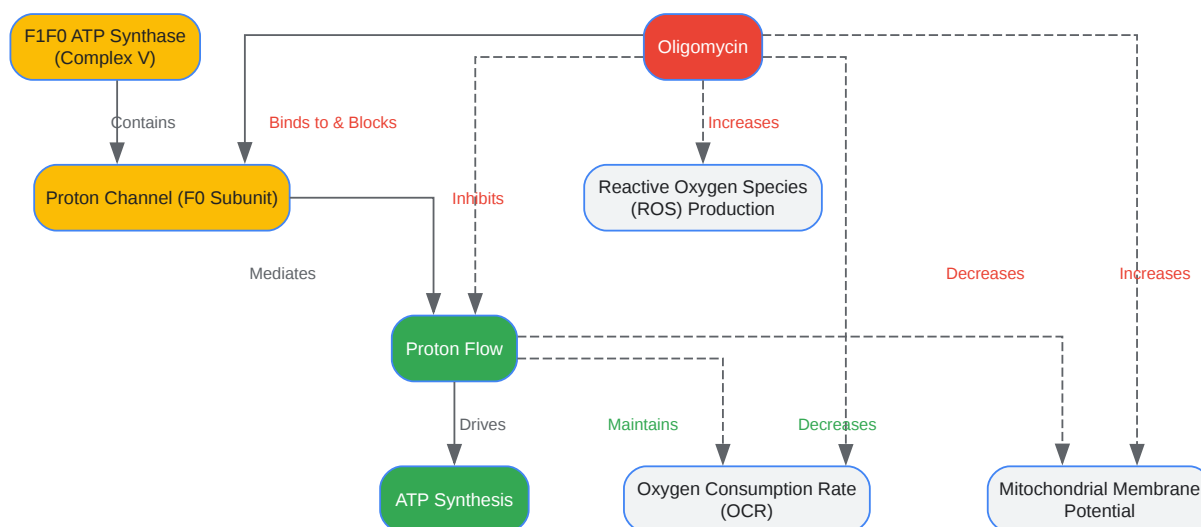 F1F0 ATP Synthase
(Complex V)
Oligomycin
Contains
Binds to & Blocks
Increases
Proton Channel (F0 Subunit)
Inhibits
Reactive Oxygen Species
(ROS) Production
Mediates
Decreases
Increases
Proton Flow
Drives
Maintains
Decreases
ATP Synthesis
Oxygen Consumption Rate
(OCR)
Mitochondrial Membrane
Potential